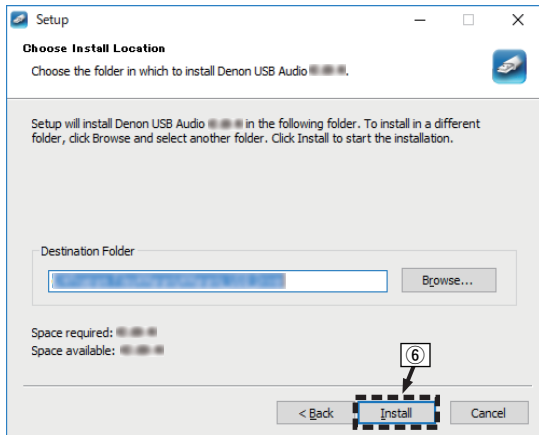 Setup
Choose Install Location
Choose the folder in which to install Denon USB Audio .
Setup will install Denon USB Audio in the following folder. To install in a different
folder, click Browse and select another folder. Click Install to start the installation.
Destination Folder
Browse...
Space required:
Space available:
⑥
< Back
Install
Cancel